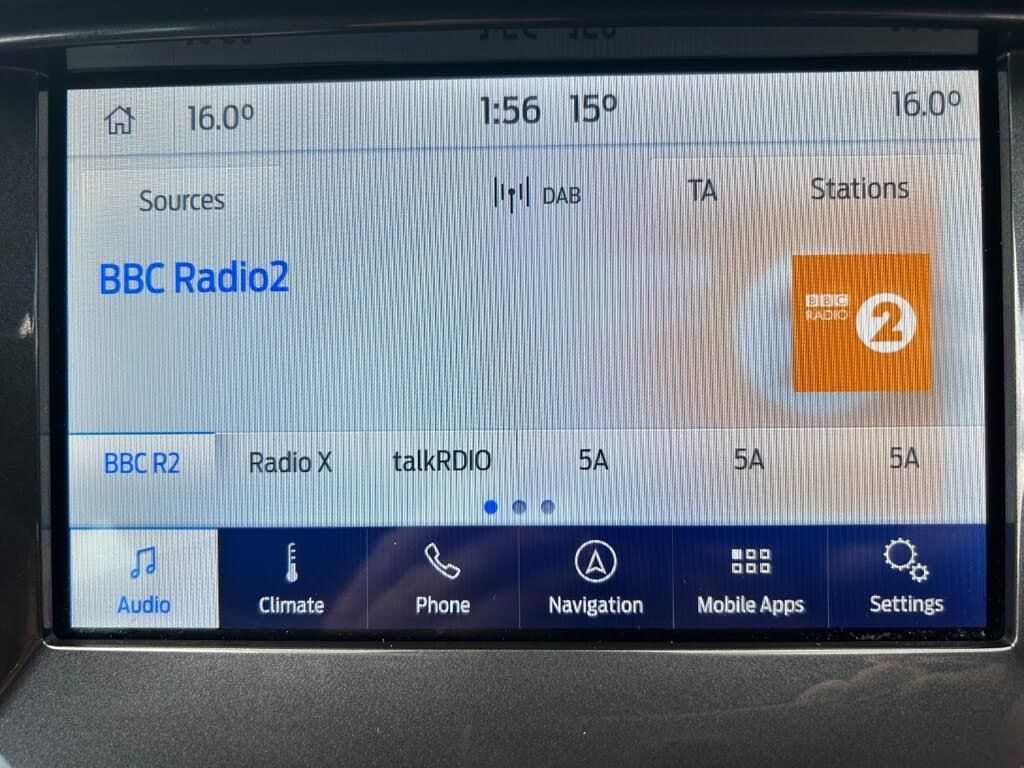 16.0° 1:56 15° 16.0°
Sources DAB TA Stations
BBC Radio2
BBC
RADIO 2
BBC R2 Radio X talkRDIO 5A 5A 5A
Audio Climate Phone Navigation Mobile Apps Settings